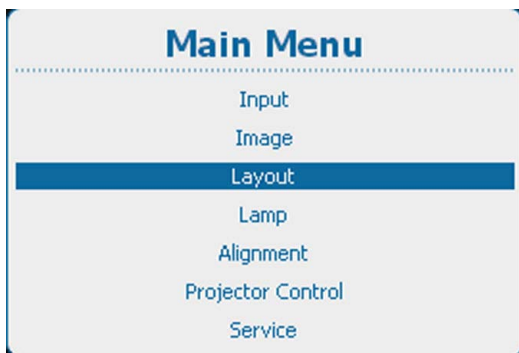 Main Menu
Input
Image
Layout
Lamp
Alignment
Projector Control
Service